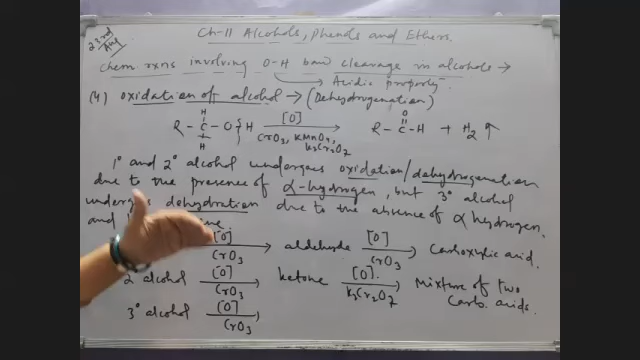 23rd Aug
Ch-11 Alcohols, Phenols and Ethers.
Chem rxns involving O-H bond cleavage in alcohols →
Acidic property.
(4) Oxidation of alcohol → (Dehydrogenation)
H O
R - C - O H [O] R - C - H + H2 ↑
H CrO3, KMnO4, K2Cr2O7
1° and 2° alcohol undergoes oxidation/dehydrogenation
due to the presence of α-hydrogen, but 3° alcohol
undergoes dehydration due to the absence of α hydrogen.
and
[O] CrO3 aldehyde [O] CrO3 Carboxylic acid.
2° alcohol [O] CrO3 ketone [O] K2Cr2O7 Mixture of two Carb. acids.
3° alcohol [O] CrO3